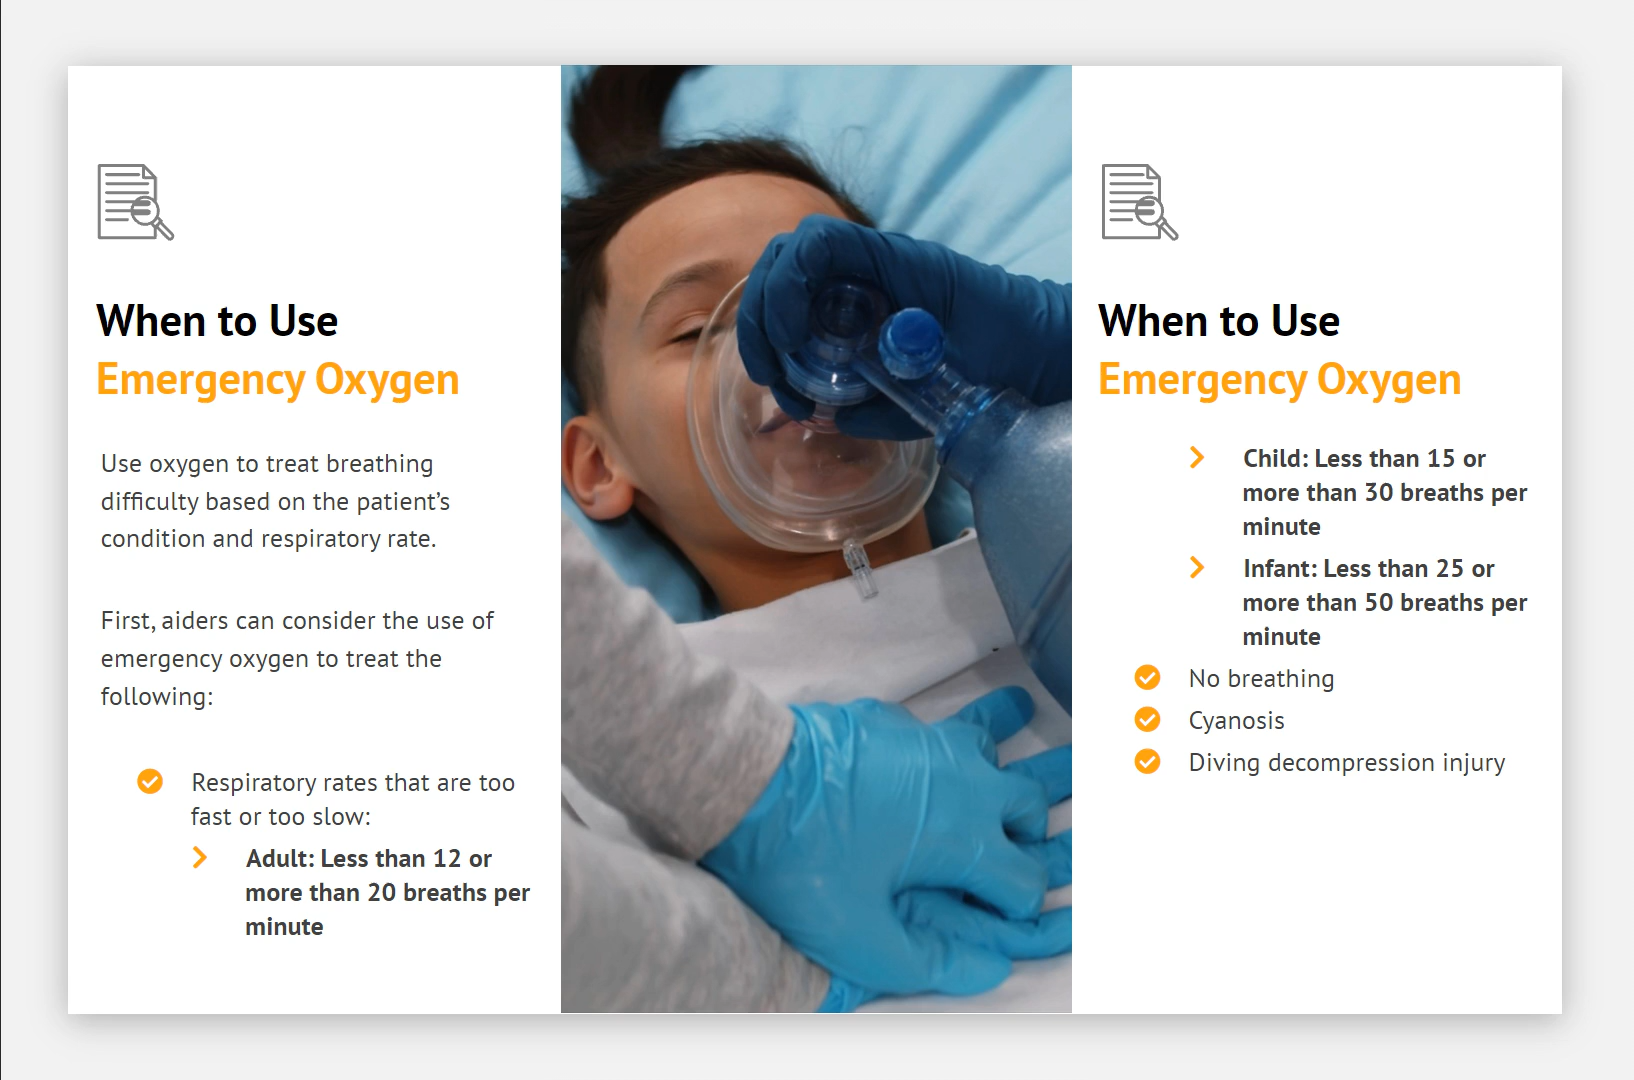 When to Use
Emergency Oxygen
Use oxygen to treat breathing
difficulty based on the patient’s
condition and respiratory rate.
First, aiders can consider the use of
emergency oxygen to treat the
following:
Respiratory rates that are too
fast or too slow:
Adult: Less than 12 or
more than 20 breaths per
minute
When to Use
Emergency Oxygen
Child: Less than 15 or
more than 30 breaths per
minute
Infant: Less than 25 or
more than 50 breaths per
minute
No breathing
Cyanosis
Diving decompression injury